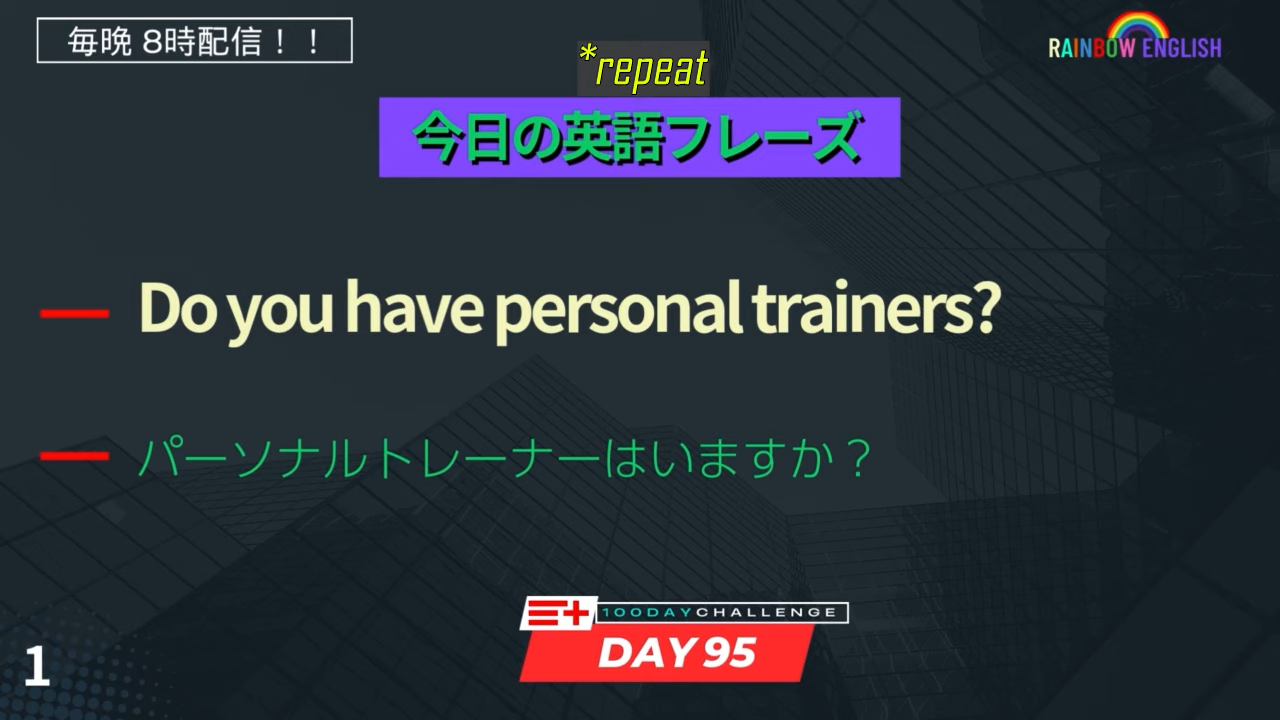 毎晩 8時配信！！
RAINBOW ENGLISH
*repeat
今日の英語フレーズ
Do you have personal trainers?
パーソナルトレーナーはいますか？
100DAYCHALLENGE
DAY 95
1